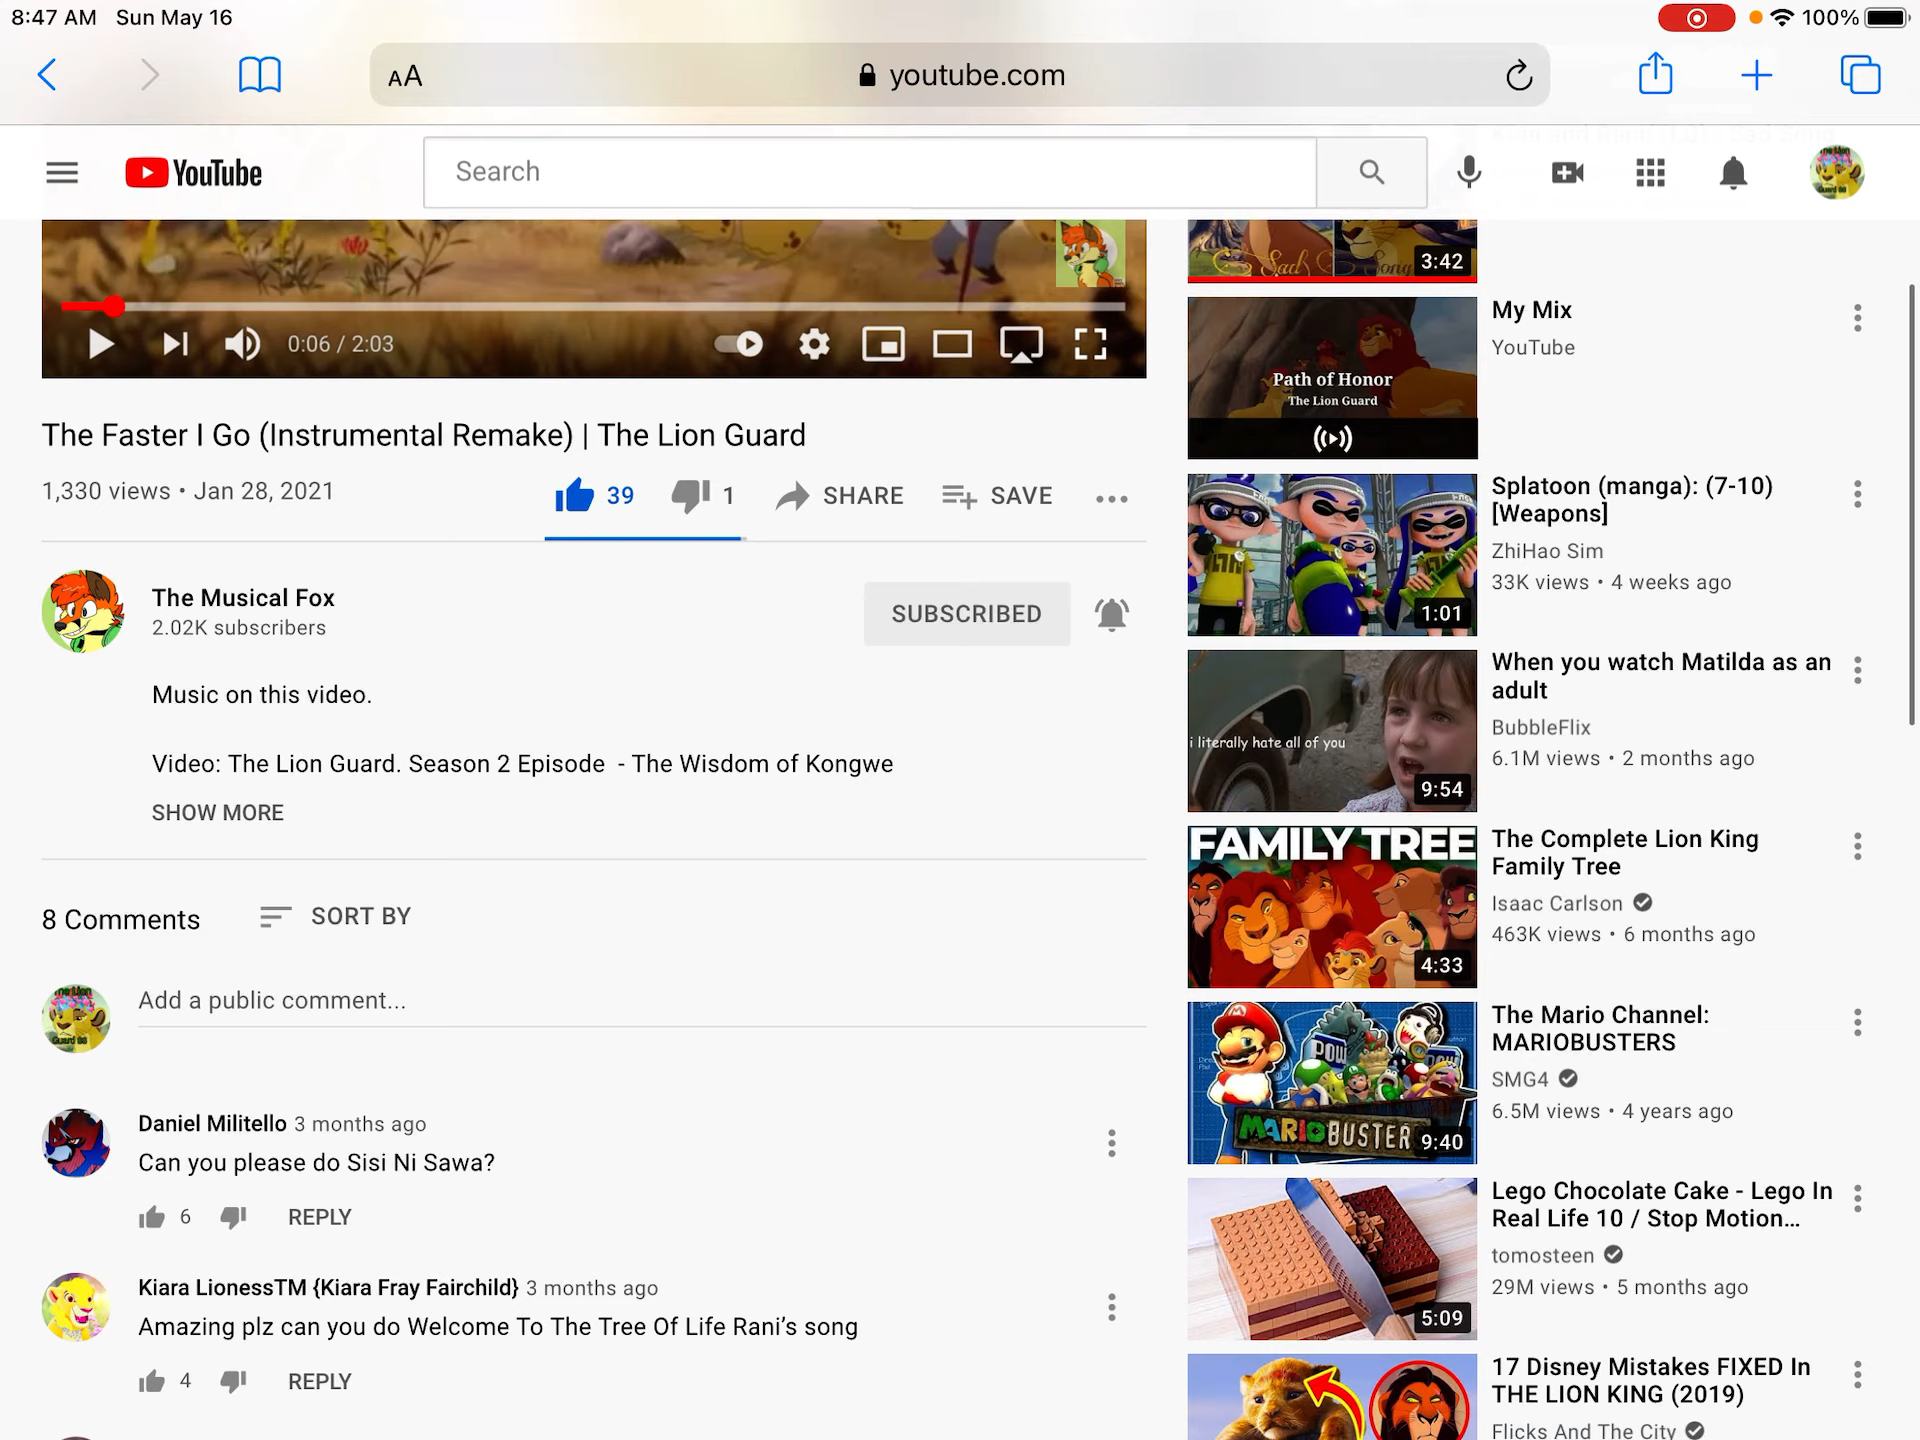 8:47 AM Sun May 16
100%
AA
youtube.com
YouTube
Search
0:06 / 2:03
The Faster I Go (Instrumental Remake) | The Lion Guard
1,330 views • Jan 28, 2021
39
1
SHARE
SAVE
The Musical Fox
2.02K subscribers
SUBSCRIBED
Music on this video.
Video: The Lion Guard. Season 2 Episode - The Wisdom of Kongwe
SHOW MORE
8 Comments
SORT BY
Add a public comment...
Daniel Militello 3 months ago
Can you please do Sisi Ni Sawa?
6
REPLY
Kiara LionessTM {Kiara Fray Fairchild} 3 months ago
Amazing plz can you do Welcome To The Tree Of Life Rani’s song
4
REPLY
Sad Song
3:42
Path of Honor
The Lion Guard
My Mix
YouTube
1:01
Splatoon (manga): (7-10)
[Weapons]
ZhiHao Sim
33K views • 4 weeks ago
i literally hate all of you
9:54
When you watch Matilda as an
adult
BubbleFlix
6.1M views • 2 months ago
FAMILY TREE
4:33
The Complete Lion King
Family Tree
Isaac Carlson
463K views • 6 months ago
POW
MARIOBUSTER
9:40
The Mario Channel:
MARIOBUSTERS
SMG4
6.5M views • 4 years ago
5:09
Lego Chocolate Cake - Lego In
Real Life 10 / Stop Motion...
tomosteen
29M views • 5 months ago
17 Disney Mistakes FIXED In
THE LION KING (2019)
Flicks And The City